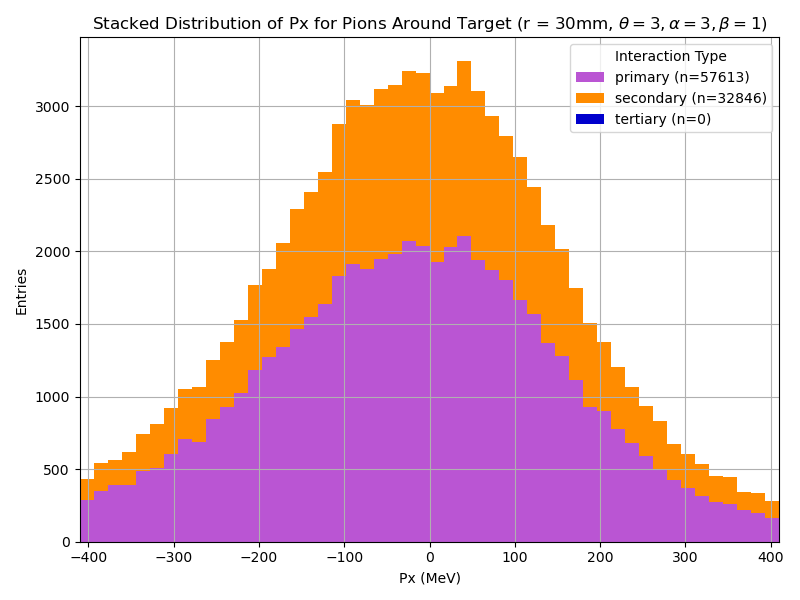 Stacked Distribution of Px for Pions Around Target (r = 30mm, θ = 3, α = 3, β = 1)
Interaction Type
primary (n=57613)
secondary (n=32846)
tertiary (n=0)
Entries
3000
2500
2000
1500
1000
500
0
−400 −300 −200 −100 0 100 200 300 400
Px (MeV)